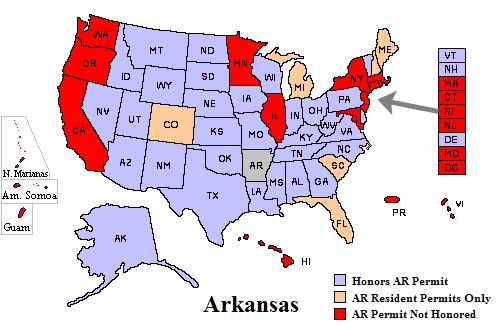 WA
OR
CA
NV
ID
MT
WY
UT
AZ
CO
NM
ND
SD
NE
KS
OK
TX
MN
IA
MO
AR
LA
WI
IL
MI
IN
OH
KY
TN
MS
AL
GA
FL
SC
NC
VA
WV
PA
NY
ME
AK
HI
PR
VI
N. Marianas
Am. Somoa
Guam
VT
NH
MA
CT
RI
NJ
DE
MD
DC
Arkansas
Honors AR Permit
AR Resident Permits Only
AR Permit Not Honored